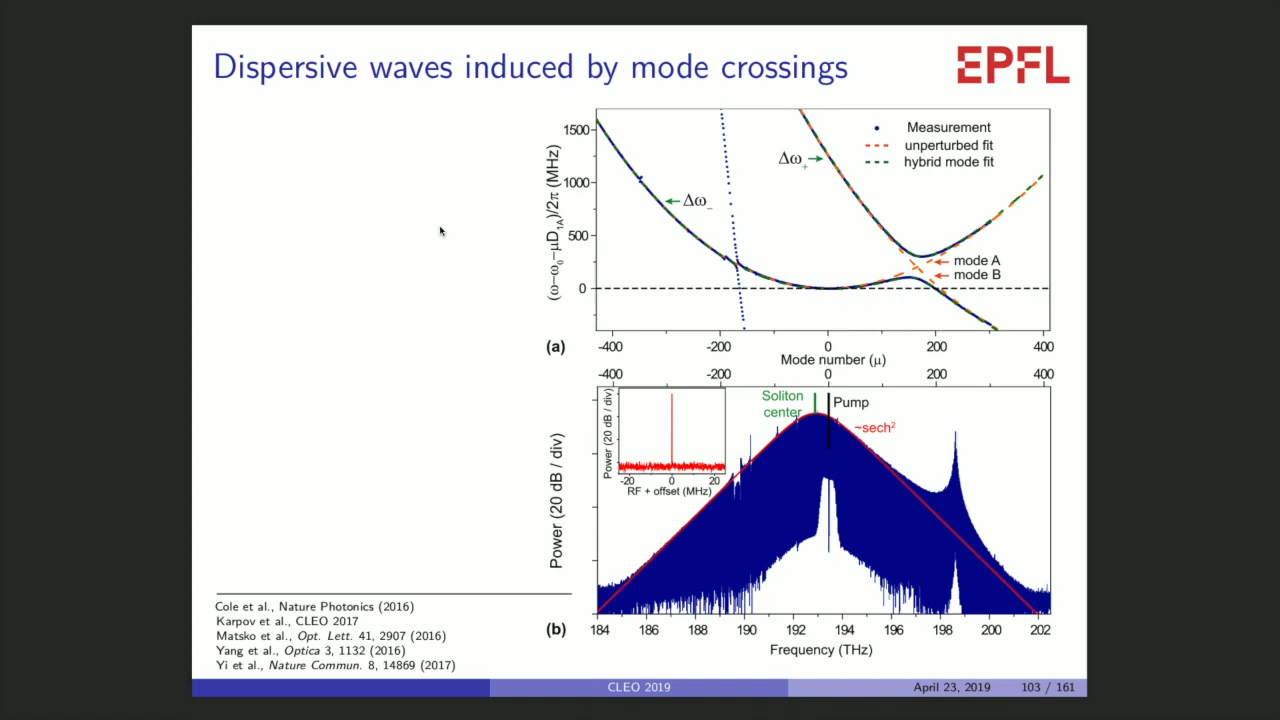 Dispersive waves induced by mode crossings
EPFL
(ω−ω₀−μD₁ₐ)/2π (MHz)
1500
1000
500
0
Δω₊
Δω₋
Measurement
unperturbed fit
hybrid mode fit
mode A
mode B
(a)
-400 -200 0 200 400
Mode number (μ)
-400 -200 0 200 400
Power (20 dB / div)
Power (20 dB / div)
-20 0 20
RF + offset (MHz)
Soliton
center
Pump
~sech²
(b)
184 186 188 190 192 194 196 198 200 202
Frequency (THz)
Cole et al., Nature Photonics (2016)
Karpov et al., CLEO 2017
Matsko et al., Opt. Lett. 41, 2907 (2016)
Yang et al., Optica 3, 1132 (2016)
Yi et al., Nature Commun. 8, 14869 (2017)
CLEO 2019
April 23, 2019 103 / 161